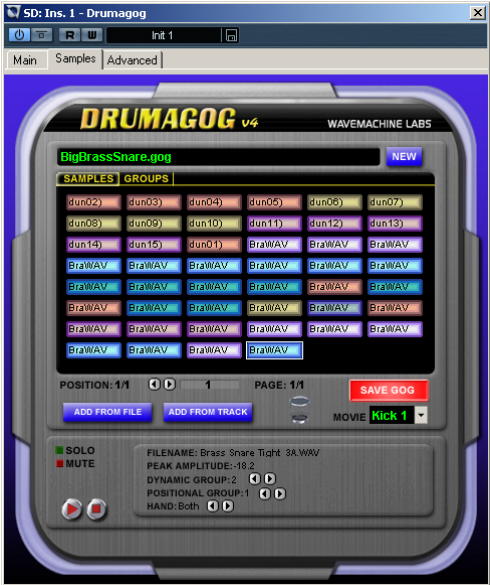 SD: Ins. 1 - Drumagog
R W Init 1
Main Samples Advanced
DRUMAGOG v4 WAVEMACHINE LABS
BigBrassSnare.gog NEW
SAMPLES GROUPS
dun02) dun03) dun04) dun05) dun06) dun07)
dun08) dun09) dun10) dun11) dun12) dun13)
dun14) dun15) dun01) BraWAV BraWAV BraWAV
BraWAV BraWAV BraWAV BraWAV BraWAV BraWAV
BraWAV BraWAV BraWAV BraWAV BraWAV BraWAV
BraWAV BraWAV BraWAV BraWAV BraWAV BraWAV
BraWAV BraWAV BraWAV BraWAV BraWAV BraWAV
BraWAV BraWAV BraWAV BraWAV
POSITION: 1/1 1 PAGE: 1/1
SAVE GOG
ADD FROM FILE ADD FROM TRACK MOVIE Kick 1
SOLO
MUTE
FILENAME: Brass Snare Tight 3A.WAV
PEAK AMPLITUDE:-18.2
DYNAMIC GROUP:2
POSITIONAL GROUP:1
HAND:Both